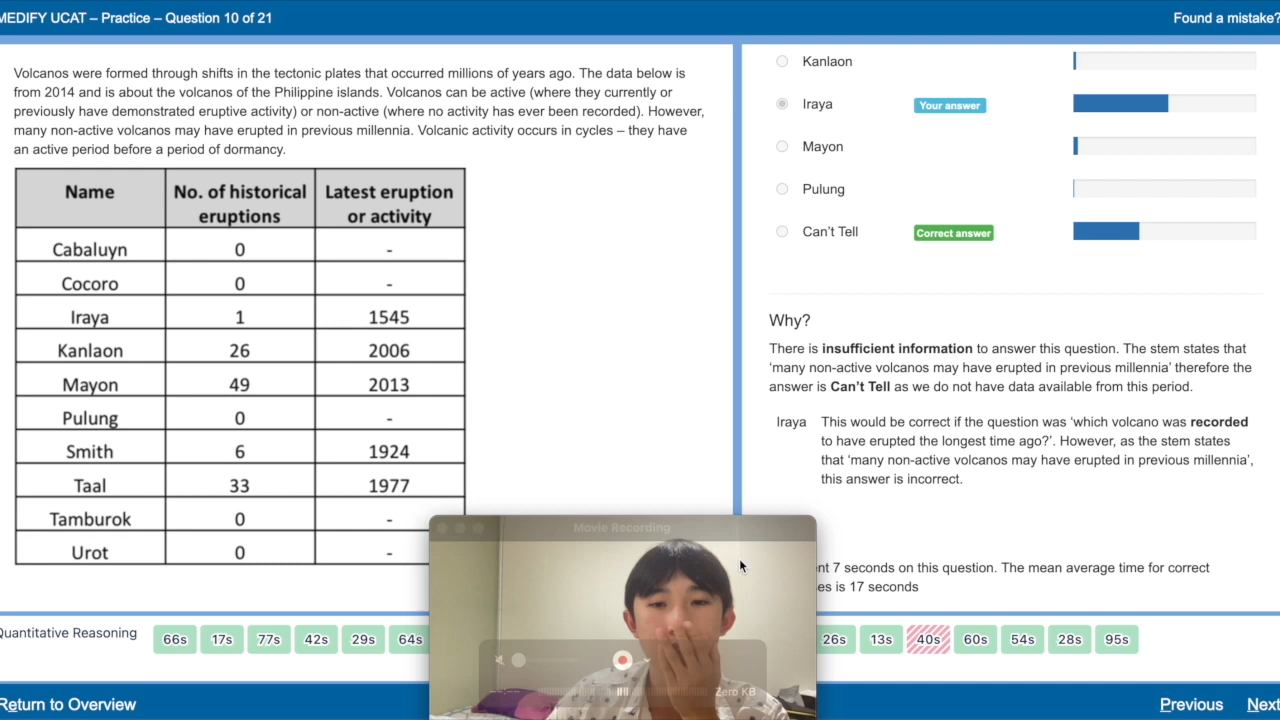 MEDIFY UCAT – Practice – Question 10 of 21
Found a mistake?
Volcanos were formed through shifts in the tectonic plates that occurred millions of years ago. The data below is
from 2014 and is about the volcanos of the Philippine islands. Volcanos can be active (where they currently or
previously have demonstrated eruptive activity) or non-active (where no activity has ever been recorded). However,
many non-active volcanos may have erupted in previous millennia. Volcanic activity occurs in cycles – they have
an active period before a period of dormancy.
Name No. of historical eruptions Latest eruption or activity
Cabaluyn 0 -
Cocoro 0 -
Iraya 1 1545
Kanlaon 26 2006
Mayon 49 2013
Pulung 0 -
Smith 6 1924
Taal 33 1977
Tamburok 0 -
Urot 0 -
Kanlaon
Iraya Your answer
Mayon
Pulung
Can't Tell Correct answer
Why?
There is insufficient information to answer this question. The stem states that
'many non-active volcanos may have erupted in previous millennia' therefore the
answer is Can't Tell as we do not have data available from this period.
Iraya This would be correct if the question was 'which volcano was recorded
to have erupted the longest time ago?'. However, as the stem states
that 'many non-active volcanos may have erupted in previous millennia',
this answer is incorrect.
7 seconds on this question. The mean average time for correct
is 17 seconds
Movie Recording
Zero KB
Quantitative Reasoning 66s 17s 77s 42s 29s 64s 26s 13s 40s 60s 54s 28s 95s
Return to Overview
Previous
Next